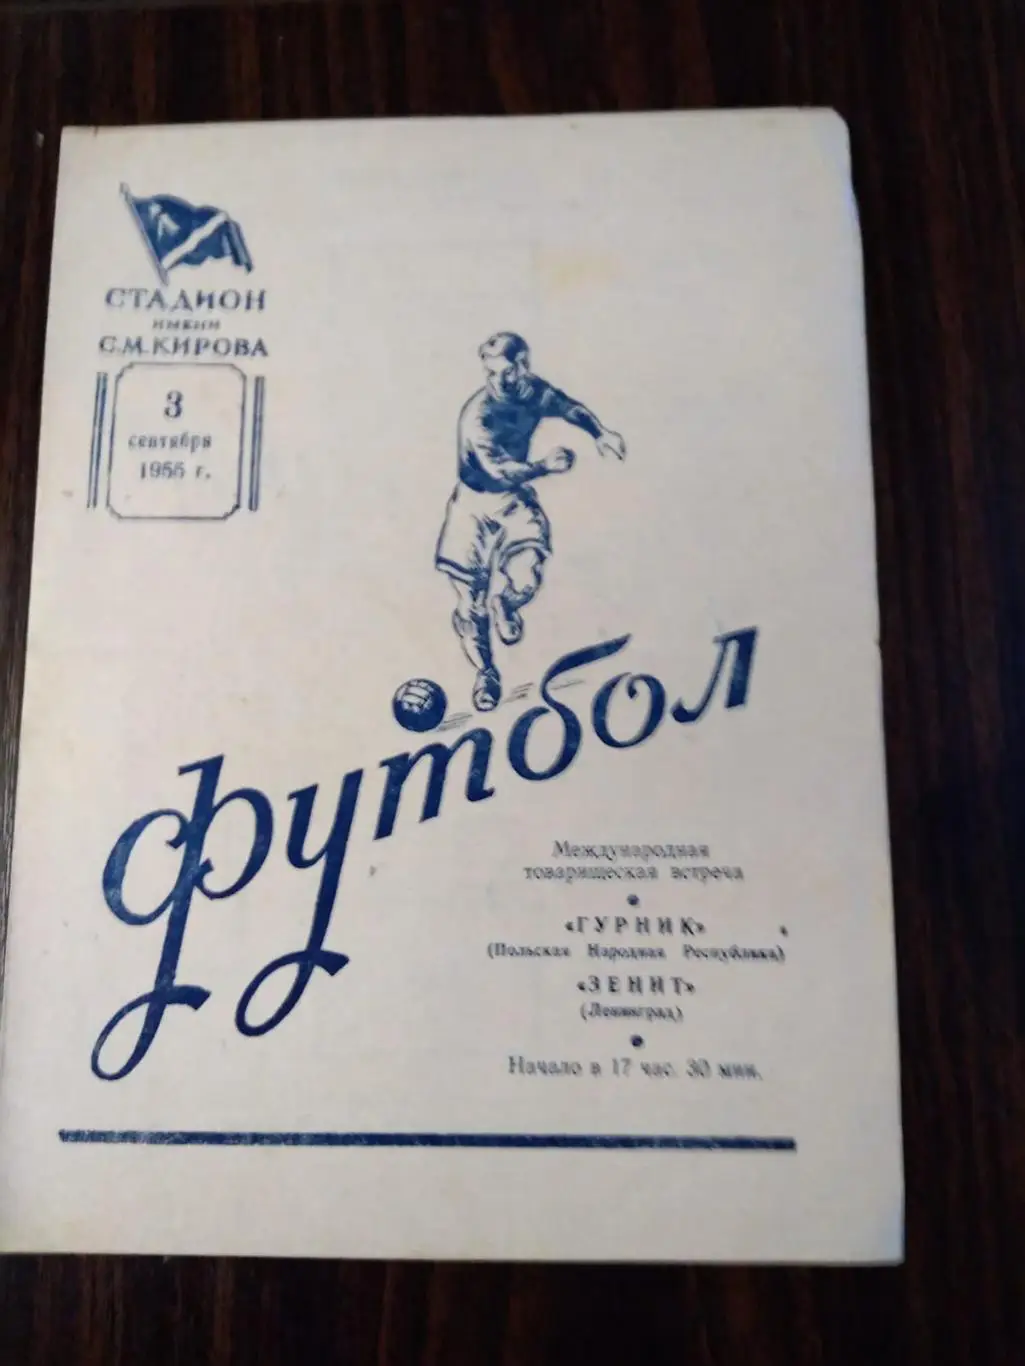 СТАДИОН
имени
С.М.КИРОВА
3
сентября
1955 г.
Футбол
Международная
товарищеская встреча
«ГУРНИК»
(Польская Народная Республика)
«ЗЕНИТ»
(Ленинград)
Начало в 17 час. 30 мин.